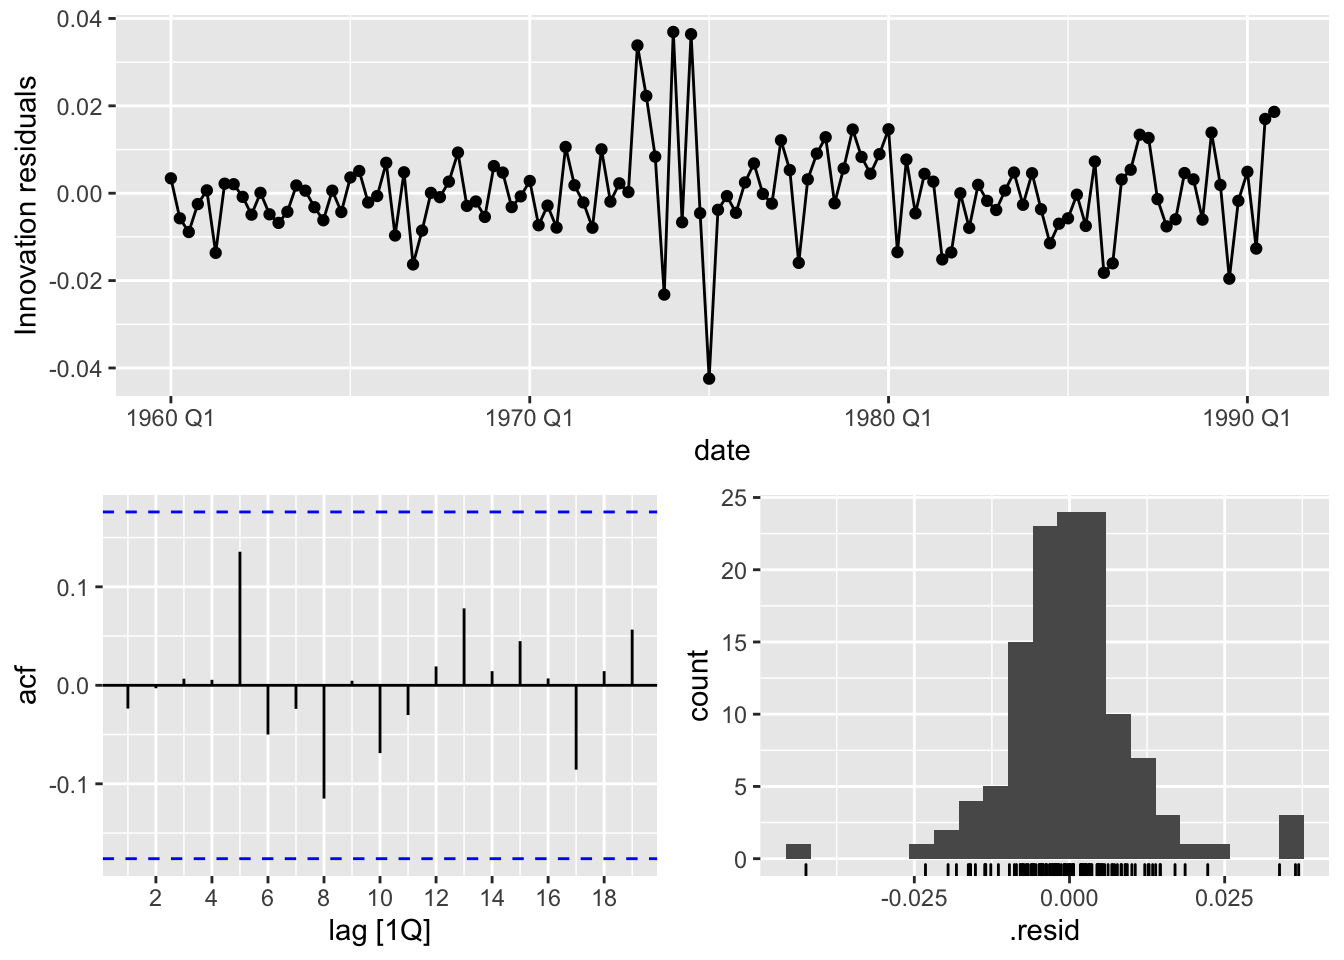 Innovation residuals
0.04
0.02
0.00
-0.02
-0.04
1960 Q1 1970 Q1 1980 Q1 1990 Q1
date
acf
0.1
0.0
-0.1
2 4 6 8 10 12 14 16 18
lag [1Q]
count
25
20
15
10
5
0
-0.025 0.000 0.025
.resid